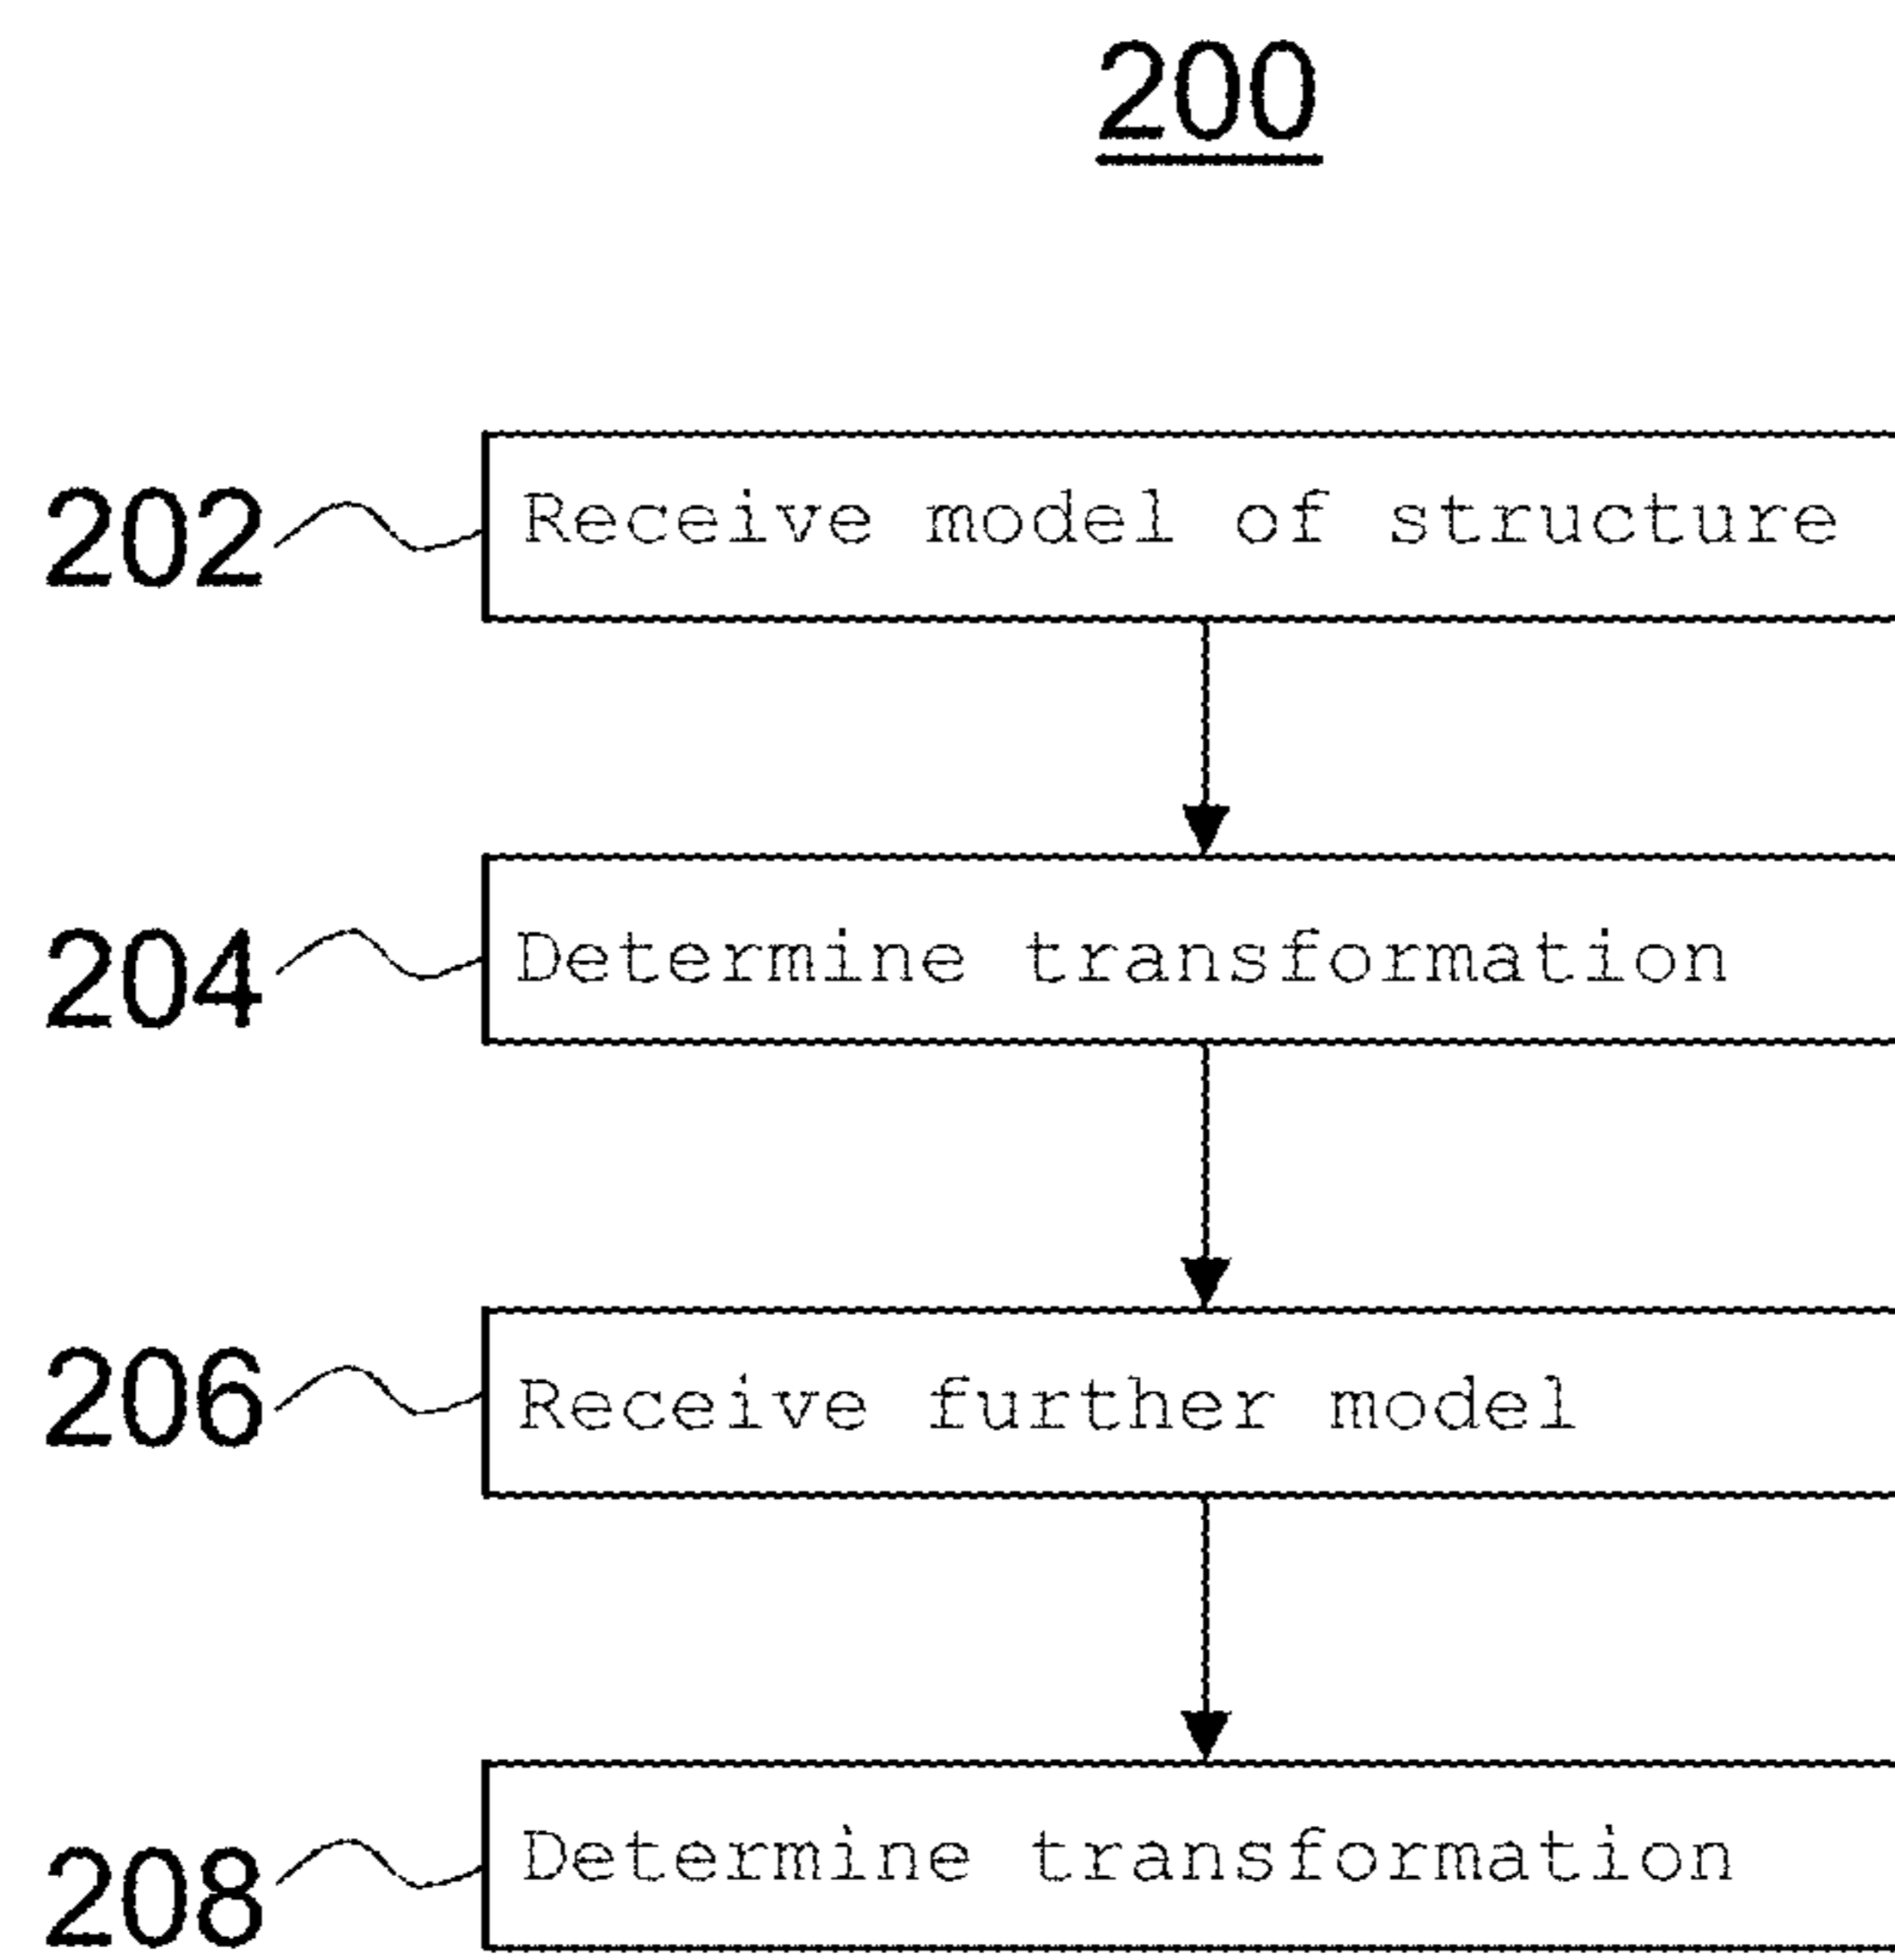 200
202 Receive model of structure
204 Determine transformation
206 Receive further model
208 Determine transformation